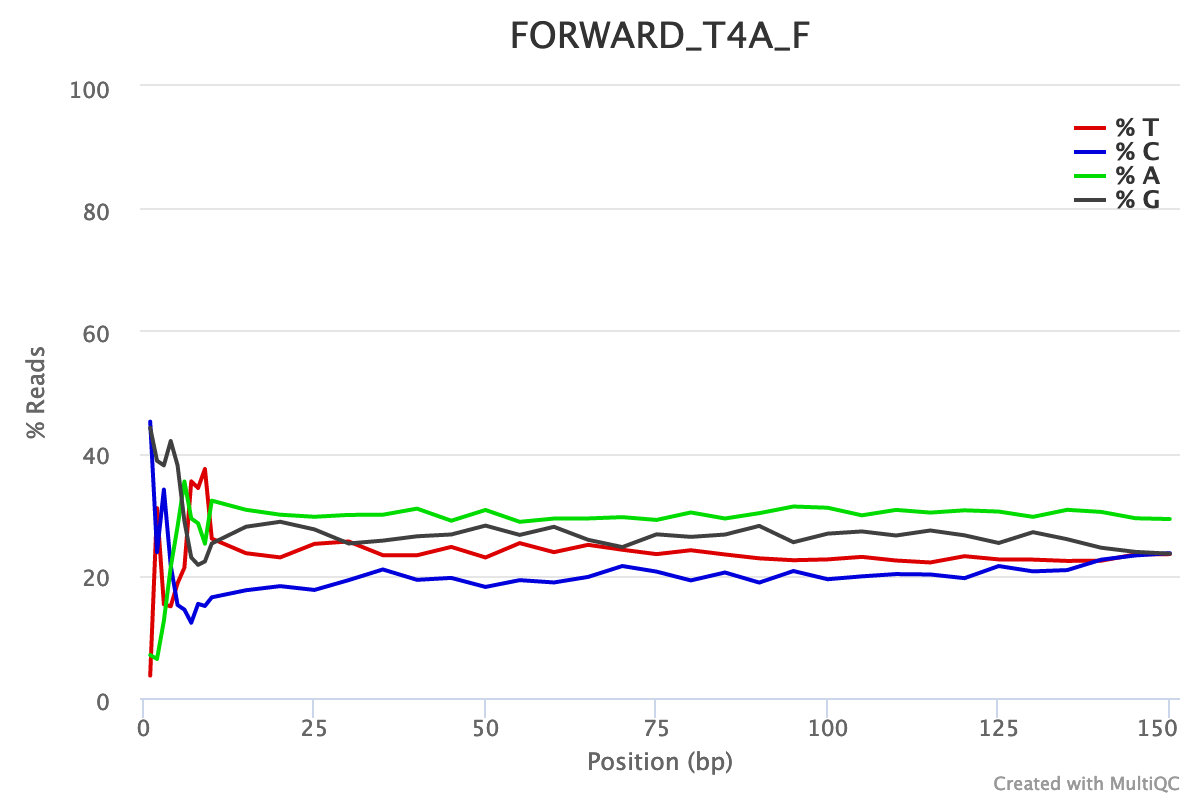 FORWARD_T4A_F
100
80
60
40
20
0
% Reads
% T
% C
% A
% G
0 25 50 75 100 125 150
Position (bp)
Created with MultiQC